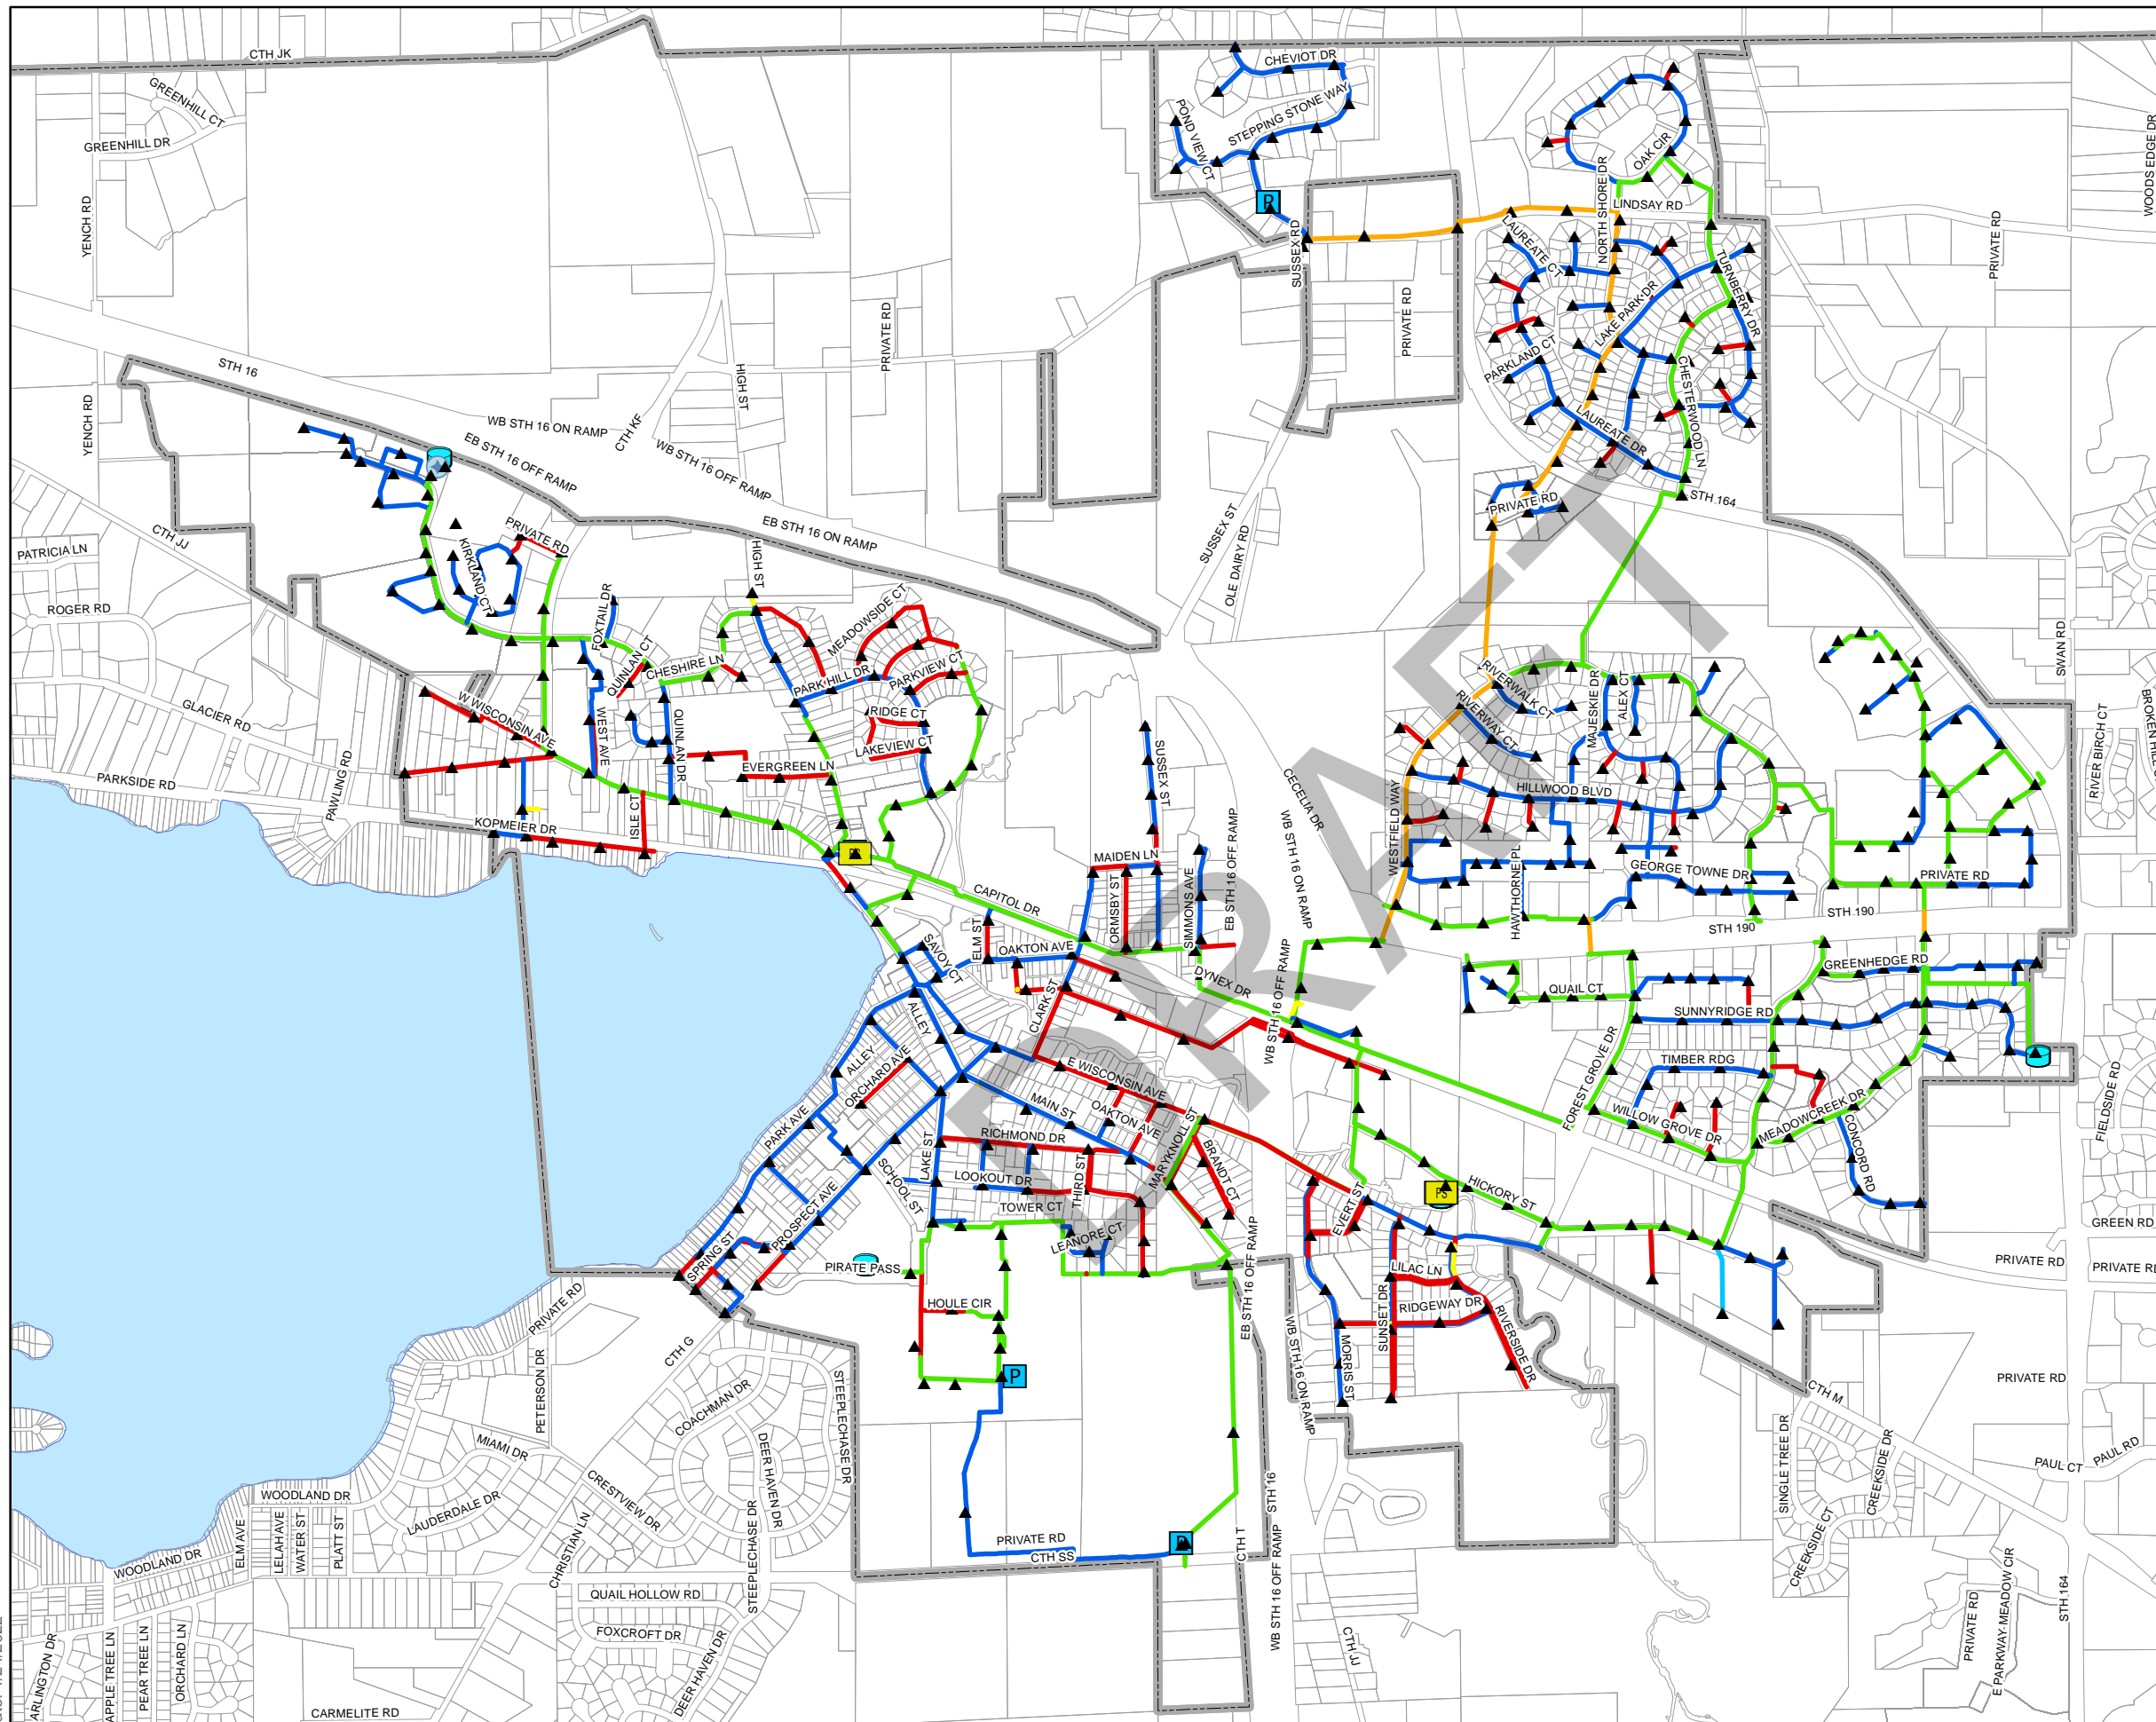 CTH JK
GREENHILL CT
GREENHILL DR
YENCH RD
CHEVIOT DR
STEPPING STONE WAY
POND VIEW CT
P
SUSSEX RD
PRIVATE RD
OAK CIR
NORTH SHORE DR
LINDSAY RD
LAUREATE CT
TURNBERRY DR
LAKE PARK DR
PARKLAND CT
CHESTERWOOD LN
LAUREATE DR
STH 164
PRIVATE RD
PRIVATE RD
WOODS EDGE DR
STH 16
YENCH RD
WB STH 16 ON RAMP
EB STH 16 OFF RAMP
CTH KF
HIGH ST
PRIVATE RD
WB STH 16 OFF RAMP
EB STH 16 ON RAMP
SUSSEX ST
OLE DAIRY RD
CTH JJ
PATRICIA LN
ROGER RD
GLACIER RD
PARKSIDE RD
PAWLING RD
PRIVATE RD
KIRKLAND CT
FOXTAIL DR
QUINLAN CT
CHESHIRE LN
HIGH ST
MEADOWSIDE CT
PARK HILL DR
PARKVIEW CT
RIDGE CT
LAKEVIEW CT
EVERGREEN LN
QUINLAN DR
WEST AVE
W WISCONSIN AVE
KOPMEIER DR
ISLE CT
SUSSEX ST
MAIDEN LN
ORMSBY ST
SIMMONS AVE
EB STH 16 OFF RAMP
WB STH 16 ON RAMP
CECELIA DR
WESTFIELD WAY
RIVERWALK CT
RIVERWAY CT
MAJESKIE DR
ALEX CT
HILLWOOD BLVD
HAWTHORNE PL
GEORGE TOWNE DR
PRIVATE RD
STH 190
STH 190
SWAN RD
RIVER BIRCH CT
CAPITOL DR
ELM ST
OAKTON AVE
SAVOY CT
CLARK ST
DYNEX DR
WB STH 16 OFF RAMP
QUAIL CT
GREENHEDGE RD
SUNNYRIDGE RD
TIMBER RDG
FOREST GROVE DR
WILLOW GROVE DR
MEADOWCREEK DR
CONCORD RD
FIELDSIDE RD
GREEN RD
PRIVATE RD
ALLEY
ALLEY
ORCHARD AVE
PARK AVE
E WISCONSIN AVE
MAIN ST
OAKTON AVE
RICHMOND DR
LAKE ST
LOOKOUT DR
THIRD ST
MARYKNOLL ST
BRANDT CT
TOWER CT
LEANORE CT
SCHOOL ST
PROSPECT AVE
SPRING ST
PIRATE PASS
HOULE CIR
P
PS
HICKORY ST
EVERT ST
LILAC LN
RIDGEWAY DR
SUNSET DR
MORRIS ST
RIVERSIDE DR
EB STH 16 OFF RAMP
WB STH 16 ON RAMP
PRIVATE RD
PETERSON DR
CTH G
COACHMAN DR
DEER HAVEN DR
STEEPLECHASE DR
MIAMI DR
CRESTVIEW DR
LAUDERDALE DR
WOODLAND DR
WOODLAND DR
ELM AVE
LELAH AVE
WATER ST
PLATT ST
CHRISTIAN LN
STEEPLECHASE DR
QUAIL HOLLOW RD
FOXCROFT DR
DEER HAVEN DR
APPLE TREE LN
PEAR TREE LN
ORCHARD LN
CARMELITE RD
PRIVATE RD
CTH SS
CTH T
STH 16
WB STH 16 OFF RAMP
CTH JJ
CTH M
PRIVATE RD
SINGLE TREE DR
CREEKSIDE DR
CREEKSIDE CT
PAUL CT
PAUL RD
PRIVATE RD
E PARKWAY MEADOW CIR
STH 164
DRAFT